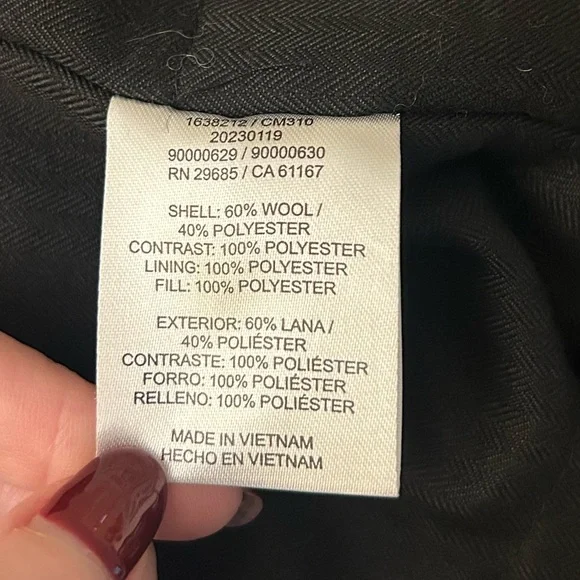 1638212 / CM310
20230119
90000629 / 90000630
RN 29685 / CA 61167
SHELL: 60% WOOL /
40% POLYESTER
CONTRAST: 100% POLYESTER
LINING: 100% POLYESTER
FILL: 100% POLYESTER
EXTERIOR: 60% LANA /
40% POLIÉSTER
CONTRASTE: 100% POLIÉSTER
FORRO: 100% POLIÉSTER
RELLENO: 100% POLIÉSTER
MADE IN VIETNAM
HECHO EN VIETNAM